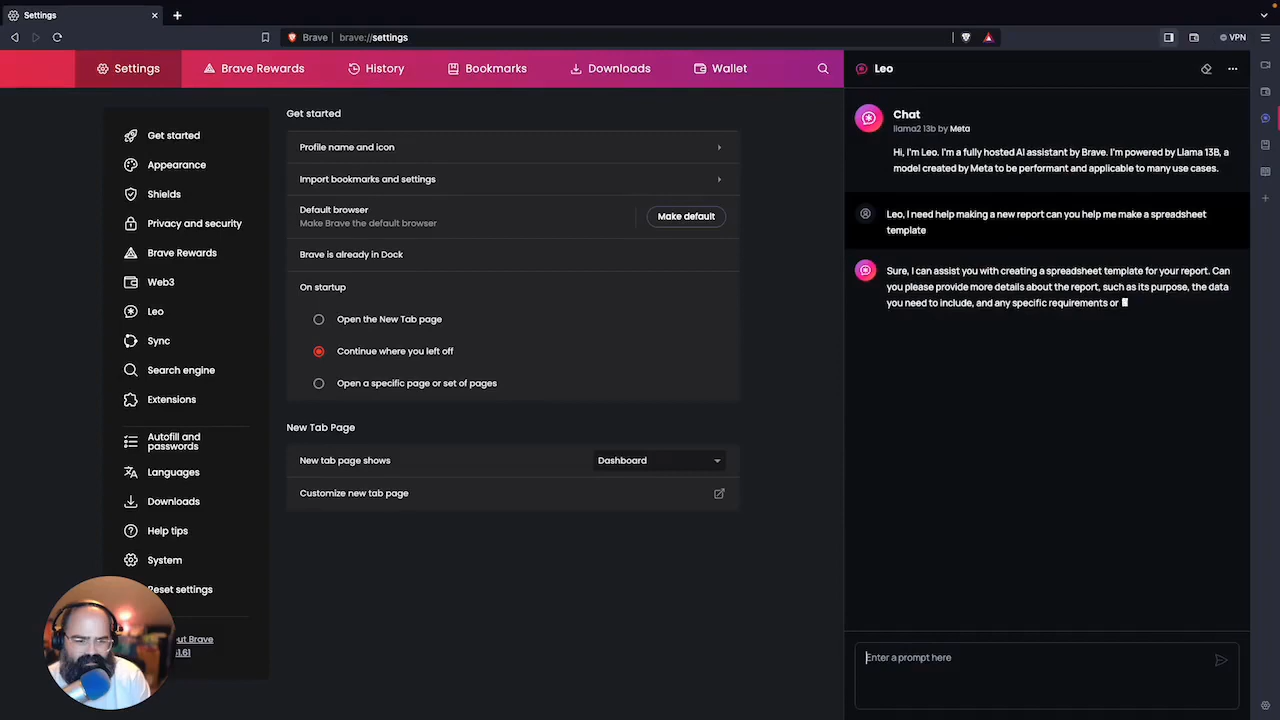 Settings
Brave
brave://settings
VPN
Settings
Brave Rewards
History
Bookmarks
Downloads
Wallet
Get started
Appearance
Shields
Privacy and security
Brave Rewards
Web3
Leo
Sync
Search engine
Extensions
Autofill and
passwords
Languages
Downloads
Help tips
System
Reset settings
out Brave
1.61
Get started
Profile name and icon
Import bookmarks and settings
Default browser
Make Brave the default browser
Make default
Brave is already in Dock
On startup
Open the New Tab page
Continue where you left off
Open a specific page or set of pages
New Tab Page
New tab page shows
Dashboard
Customize new tab page
Leo
Chat
llama2 13b by Meta
Hi, I'm Leo. I'm a fully hosted AI assistant by Brave. I'm powered by Llama 13B, a
model created by Meta to be performant and applicable to many use cases.
Leo, I need help making a new report can you help me make a spreadsheet
template
Sure, I can assist you with creating a spreadsheet template for your report. Can
you please provide more details about the report, such as its purpose, the data
you need to include, and any specific requirements or
Enter a prompt here